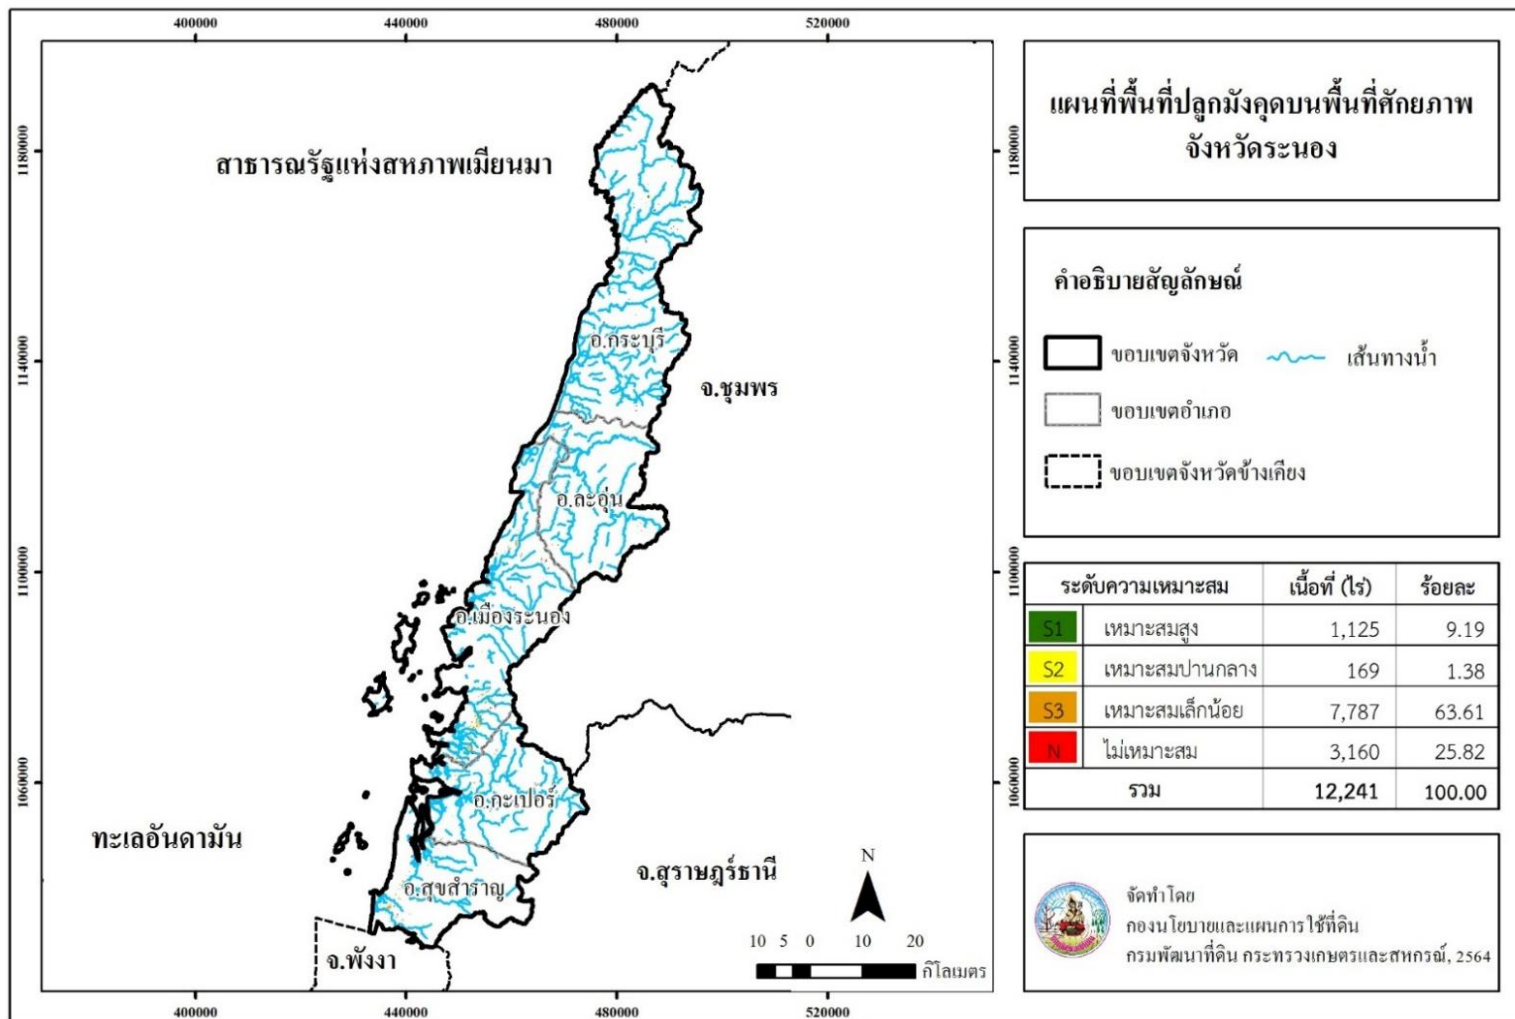 400000 440000 480000 520000
1180000 1180000
1140000 1140000
1100000 1100000
1060000 1060000
400000 440000 480000 520000
สาธารณรัฐแห่งสหภาพเมียนมา
อ.กระบุรี
จ.ชุมพร
อ.ละอุ่น
อ.เมืองระนอง
อ.กะเปอร์
ทะเลอันดามัน
จ.สุราษฎร์ธานี
อ.สุขสำราญ
จ.พังงา
N
10 5 0 10 20
กิโลเมตร
แผนที่พื้นที่ปลูกมังคุดบนพื้นที่ศักยภาพ
จังหวัดระนอง
คำอธิบายสัญลักษณ์
ขอบเขตจังหวัด เส้นทางน้ำ
ขอบเขตอำเภอ
ขอบเขตจังหวัดข้างเคียง
ระดับความเหมาะสม เนื้อที่ (ไร่) ร้อยละ
S1 เหมาะสมสูง 1,125 9.19
S2 เหมาะสมปานกลาง 169 1.38
S3 เหมาะสมเล็กน้อย 7,787 63.61
N ไม่เหมาะสม 3,160 25.82
รวม 12,241 100.00
จัดทำโดย
กองนโยบายและแผนการใช้ที่ดิน
กรมพัฒนาที่ดิน กระทรวงเกษตรและสหกรณ์, 2564